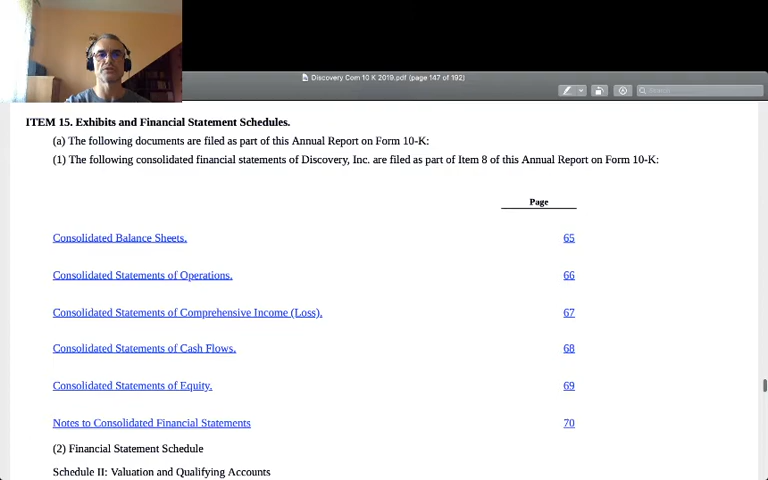 Discovery Com 10 K 2019.pdf (page 147 of 192)
Search
ITEM 15. Exhibits and Financial Statement Schedules.
(a) The following documents are filed as part of this Annual Report on Form 10-K:
(1) The following consolidated financial statements of Discovery, Inc. are filed as part of Item 8 of this Annual Report on Form 10-K:
Page
Consolidated Balance Sheets. 65
Consolidated Statements of Operations. 66
Consolidated Statements of Comprehensive Income (Loss). 67
Consolidated Statements of Cash Flows. 68
Consolidated Statements of Equity. 69
Notes to Consolidated Financial Statements 70
(2) Financial Statement Schedule
Schedule II: Valuation and Qualifying Accounts